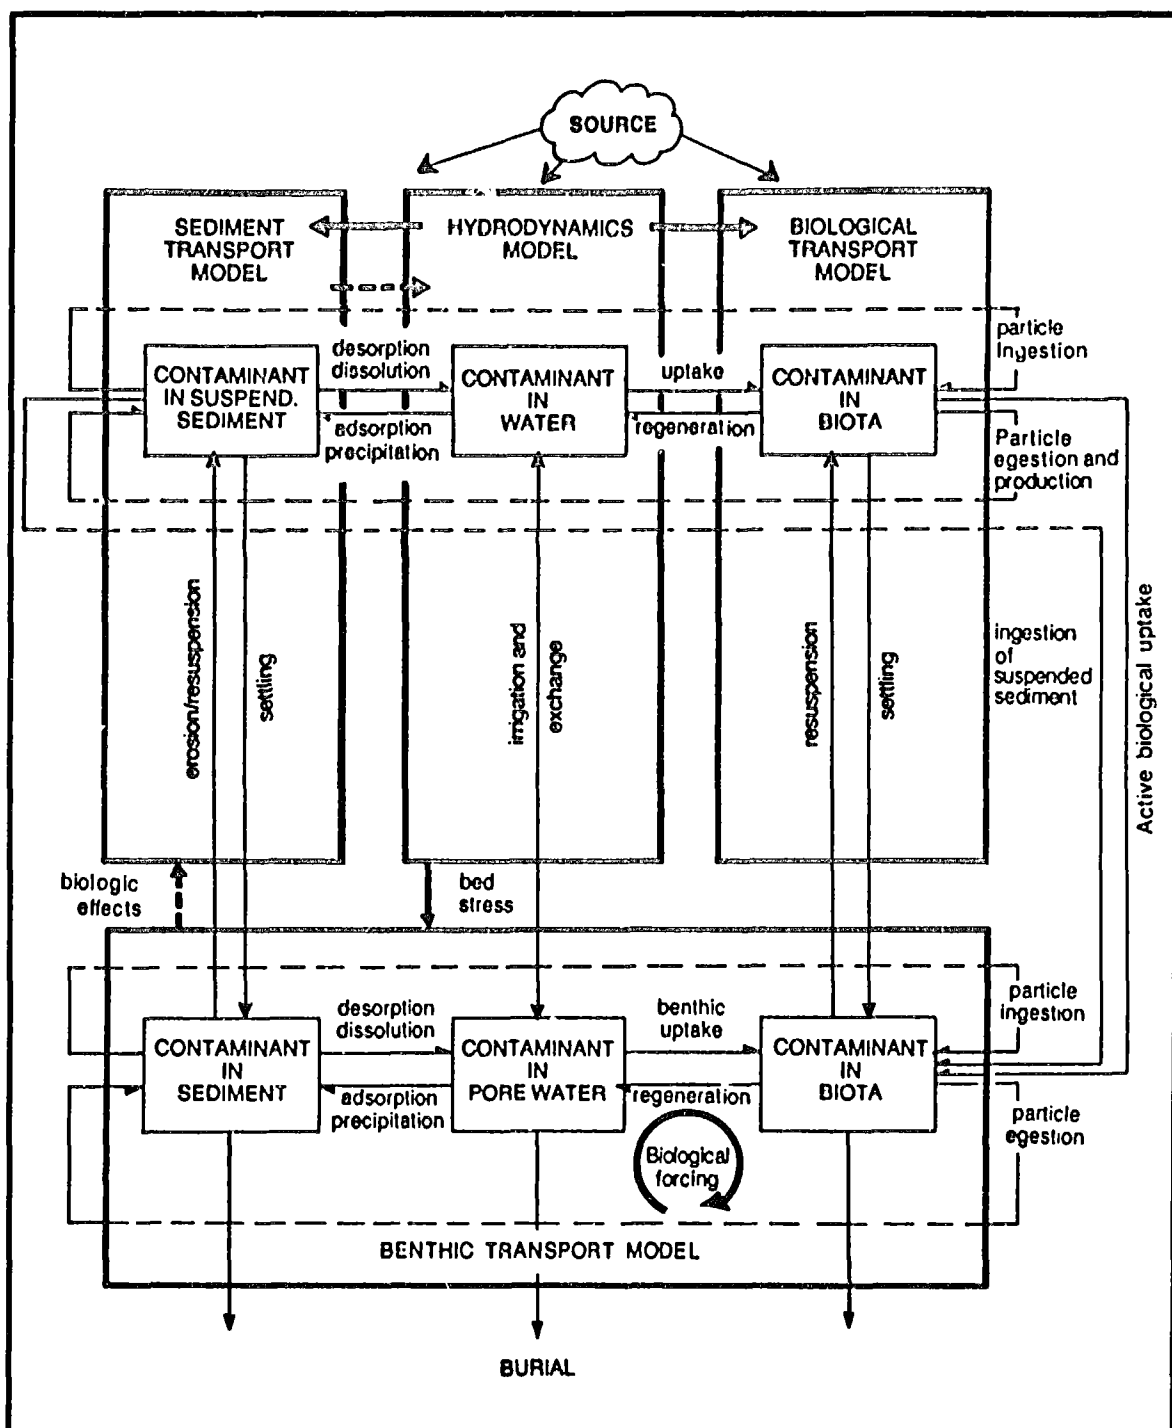 SOURCE
SEDIMENT
TRANSPORT
MODEL
HYDRODYNAMICS
MODEL
BIOLOGICAL
TRANSPORT
MODEL
particle
Ingestion
desorption
dissolution
uptake
CONTAMINANT
IN SUSPEND.
SEDIMENT
CONTAMINANT
IN
WATER
CONTAMINANT
IN
BIOTA
adsorption
precipitation
regeneration
Particle
egestion and
production
erosion/resuspension
settling
irrigation and
exchange
resuspension
settling
ingestion
of
suspended
sediment
Active biological uptake
biologic
effects
bed
stress
desorption
dissolution
benthic
uptake
particle
ingestion
CONTAMINANT
IN
SEDIMENT
CONTAMINANT
IN
PORE WATER
CONTAMINANT
IN
BIOTA
adsorption
precipitation
regeneration
particle
egestion
Biological
forcing
BENTHIC TRANSPORT MODEL
BURIAL